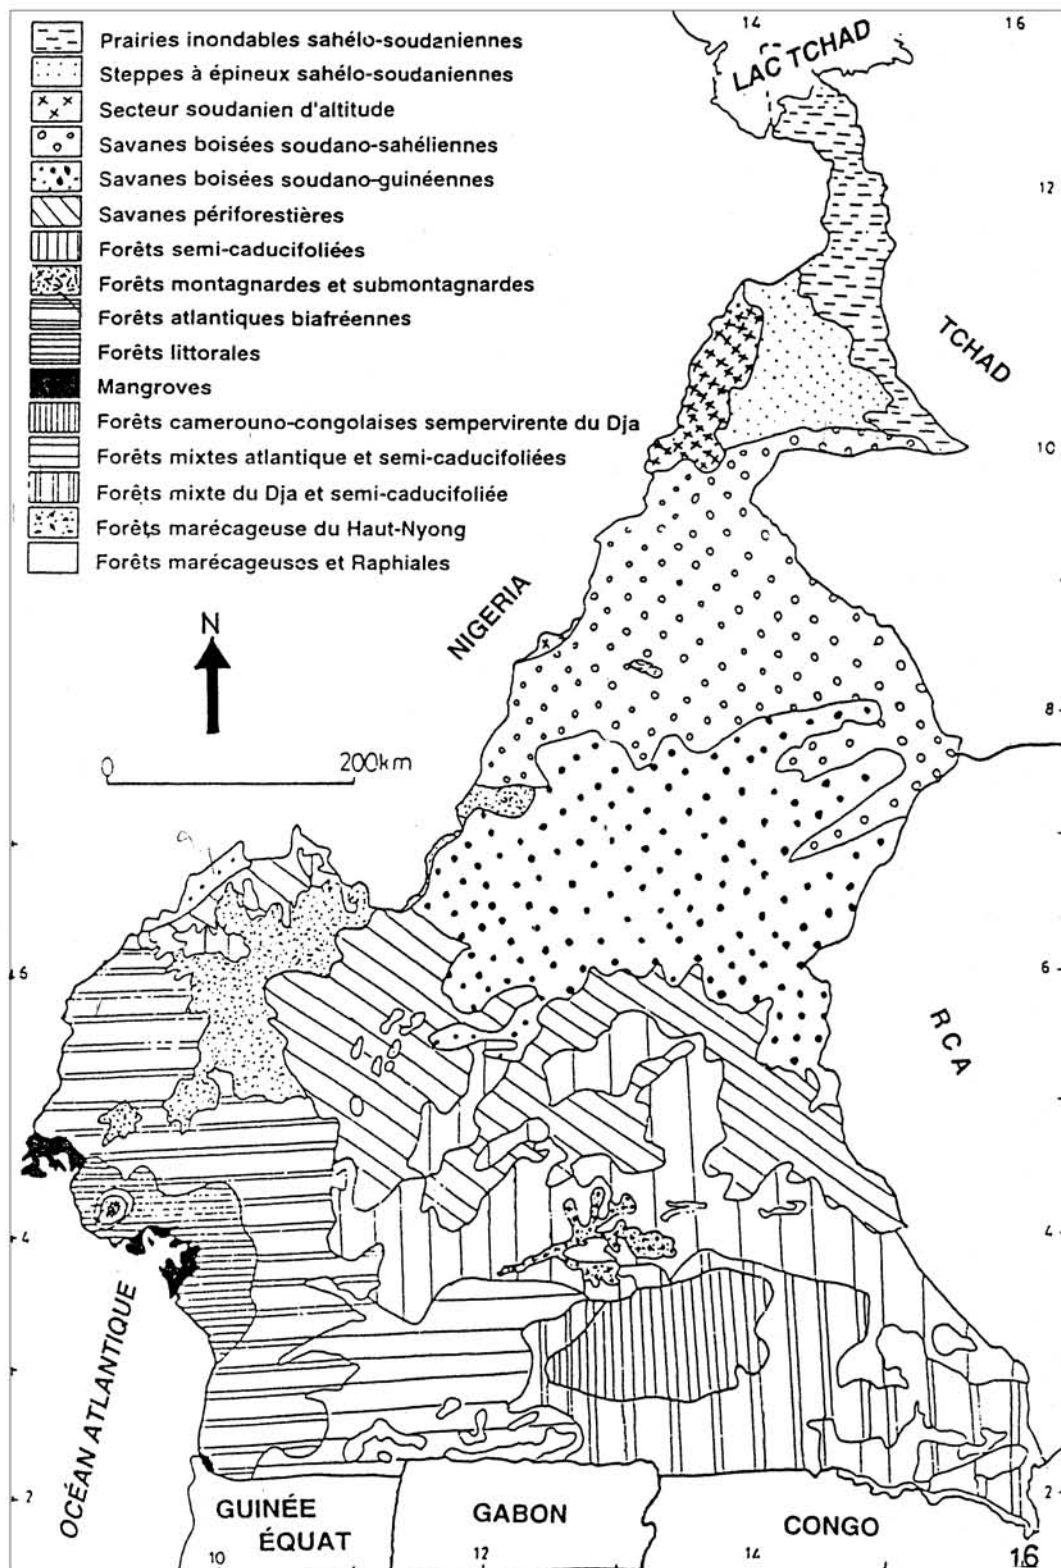 Prairies inondables sahélo-soudaniennes
Steppes à épineux sahélo-soudaniennes
Secteur soudanien d'altitude
Savanes boisées soudano-sahéliennes
Savanes boisées soudano-guinéennes
Savanes périforestières
Forêts semi-caducifoliées
Forêts montagnardes et submontagnardes
Forêts atlantiques biafréennes
Forêts littorales
Mangroves
Forêts camerouno-congolaises sempervirente du Dja
Forêts mixtes atlantique et semi-caducifoliées
Forêts mixte du Dja et semi-caducifoliée
Forêts marécageuse du Haut-Nyong
Forêts marécageuses et Raphiales
14
16
LAC TCHAD
12
TCHAD
10
NIGERIA
N
0
200km
8
6
6
RCA
4
4
OCÉAN ATLANTIQUE
2
2
GUINÉE
ÉQUAT
GABON
CONGO
10
12
14
16